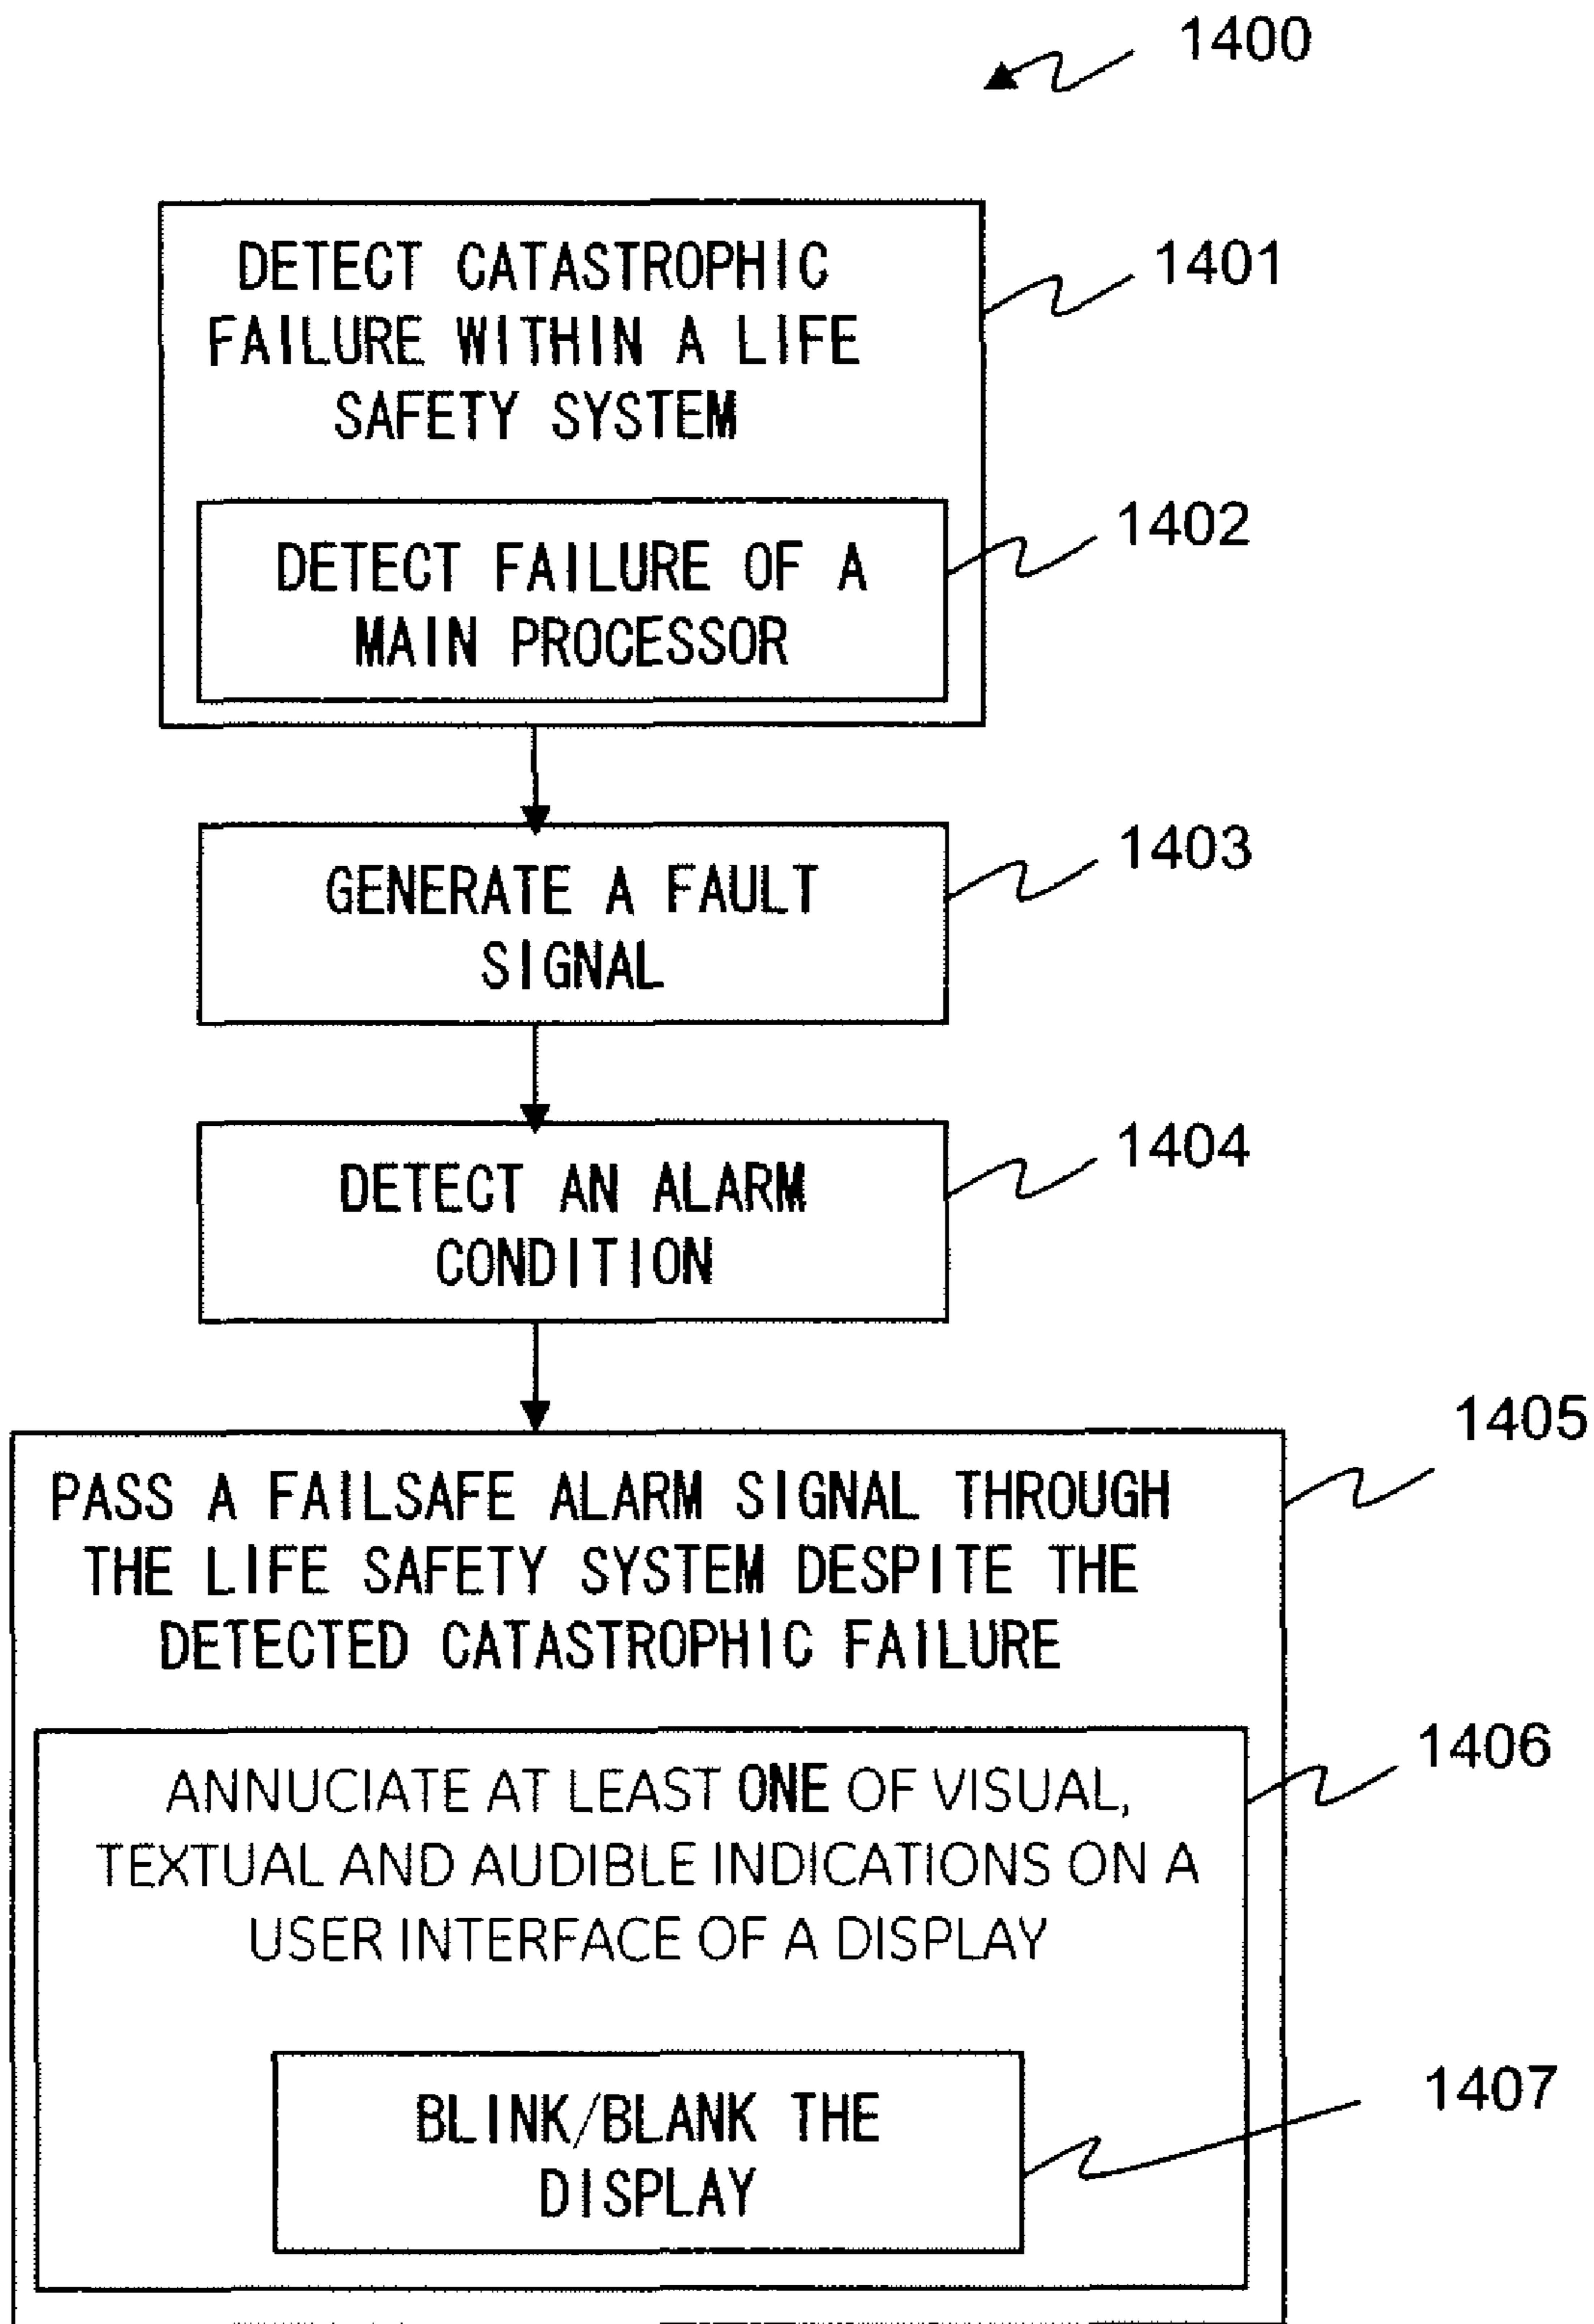 1400
DETECT CATASTROPHIC
FAILURE WITHIN A LIFE
SAFETY SYSTEM
1401
DETECT FAILURE OF A
MAIN PROCESSOR
1402
GENERATE A FAULT
SIGNAL
1403
DETECT AN ALARM
CONDITION
1404
PASS A FAILSAFE ALARM SIGNAL THROUGH
THE LIFE SAFETY SYSTEM DESPITE THE
DETECTED CATASTROPHIC FAILURE
1405
ANNUCIATE AT LEAST ONE OF VISUAL,
TEXTUAL AND AUDIBLE INDICATIONS ON A
USER INTERFACE OF A DISPLAY
1406
BLINK/BLANK THE
DISPLAY
1407